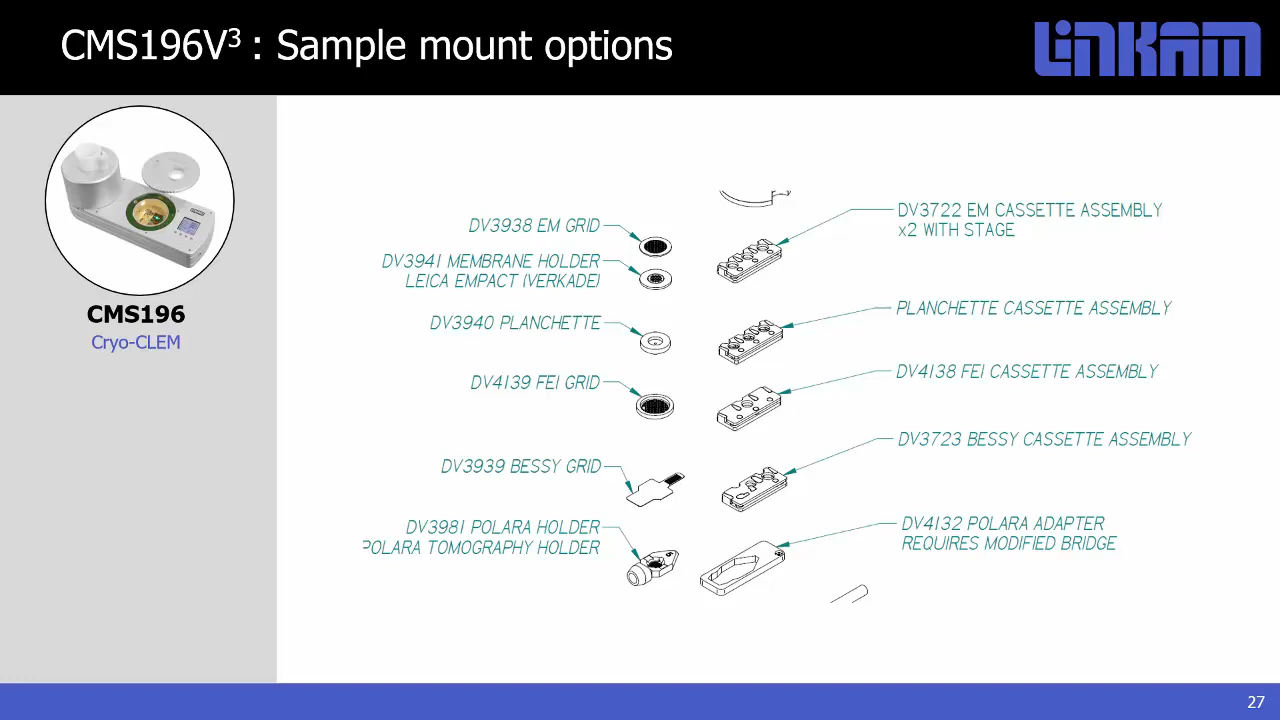 CMS196V³ : Sample mount options
LINKAM
CMS196
Cryo-CLEM
DV3938 EM GRID
DV3941 MEMBRANE HOLDER
LEICA EMPACT (VERKADE)
DV3940 PLANCHETTE
DV4139 FEI GRID
DV3939 BESSY GRID
DV3981 POLARA HOLDER
POLARA TOMOGRAPHY HOLDER
DV3722 EM CASSETTE ASSEMBLY
x2 WITH STAGE
PLANCHETTE CASSETTE ASSEMBLY
DV4138 FEI CASSETTE ASSEMBLY
DV3723 BESSY CASSETTE ASSEMBLY
DV4132 POLARA ADAPTER
REQUIRES MODIFIED BRIDGE
27